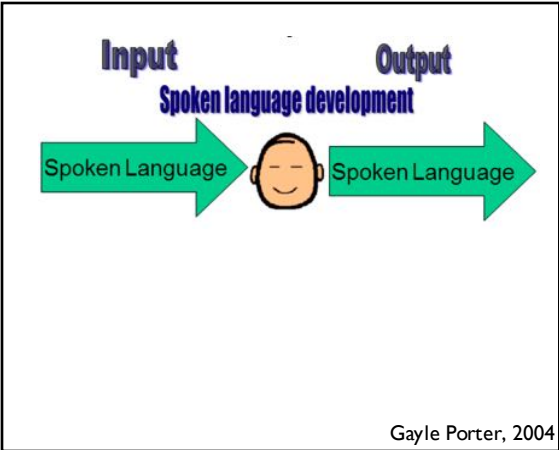 Input Output
Spoken language development
Spoken Language Spoken Language
Gayle Porter, 2004